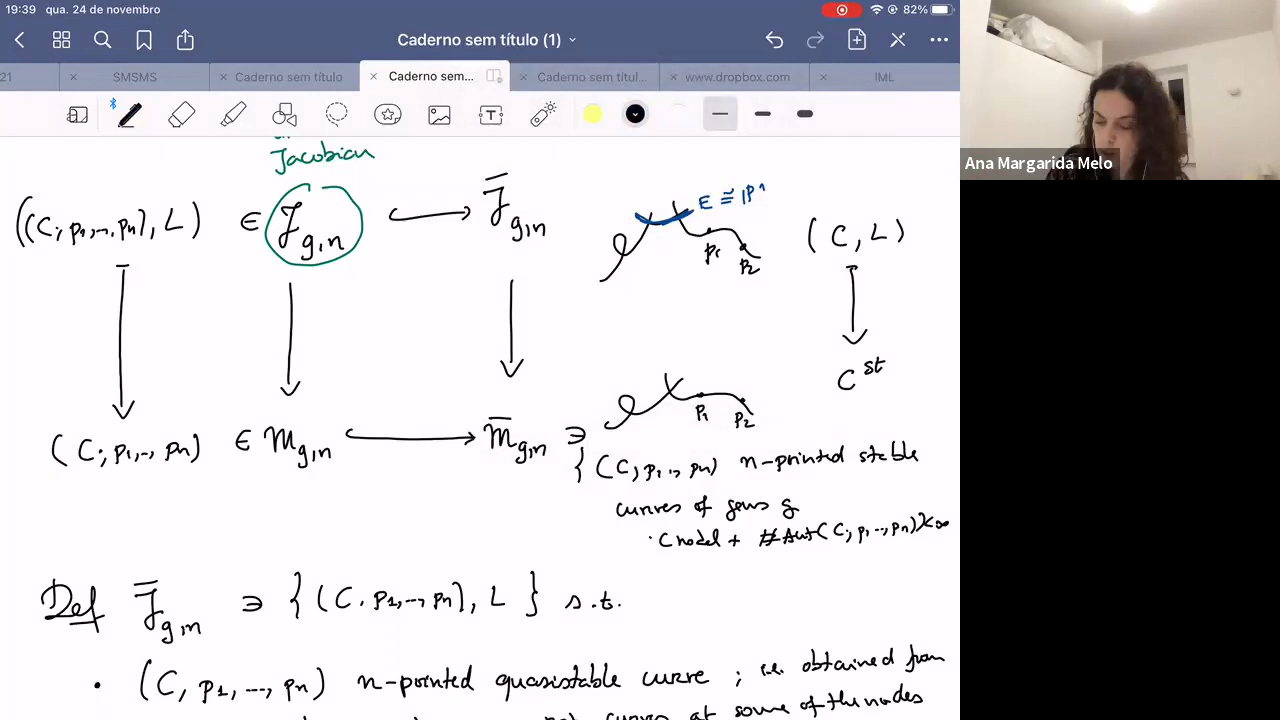 19:39 qua. 24 de novembro
82%
Caderno sem título (1)
21
SMSMS
Caderno sem título
Caderno sem...
Caderno sem títul...
www.dropbox.com
IML
Ana Margarida Melo
Jacobian
((C; p₁,..,pₙ), L) ∈ 𝒥g,n → 𝒥̄g,n
E ≅ ℙ¹
p₁ p₂
(C, L)
Cˢᵗ
p₁ p₂
(C; p₁,..,pₙ) ∈ ℳg,n → ℳ̄g,n ∋
{(C, p₁,..,pₙ) n-pointed stable
curves of genus g
· C nodal + #Aut(C; p₁..,pₙ)<∞
Def 𝒥̄g,n ∋ {(C. p₁,..,pₙ), L} s.t.
· (C, p₁, ..., pₙ) n-pointed quasistable curve ; i.e. obtained from
curves at some of the nodes